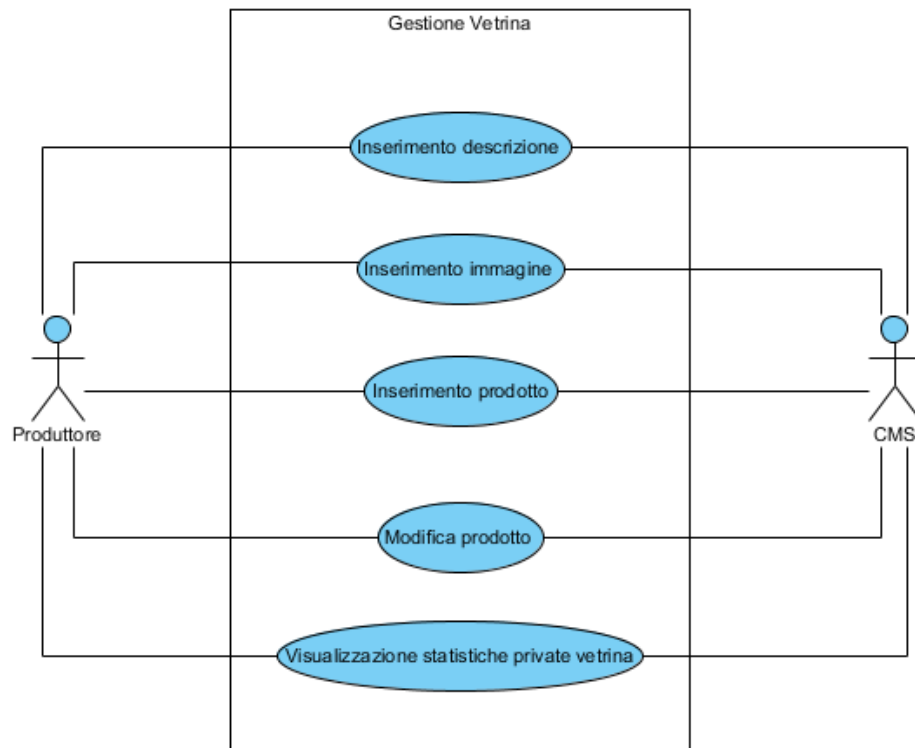 Gestione Vetrina
Inserimento descrizione
Inserimento immagine
Inserimento prodotto
Produttore
CMS
Modifica prodotto
Visualizzazione statistiche private vetrina